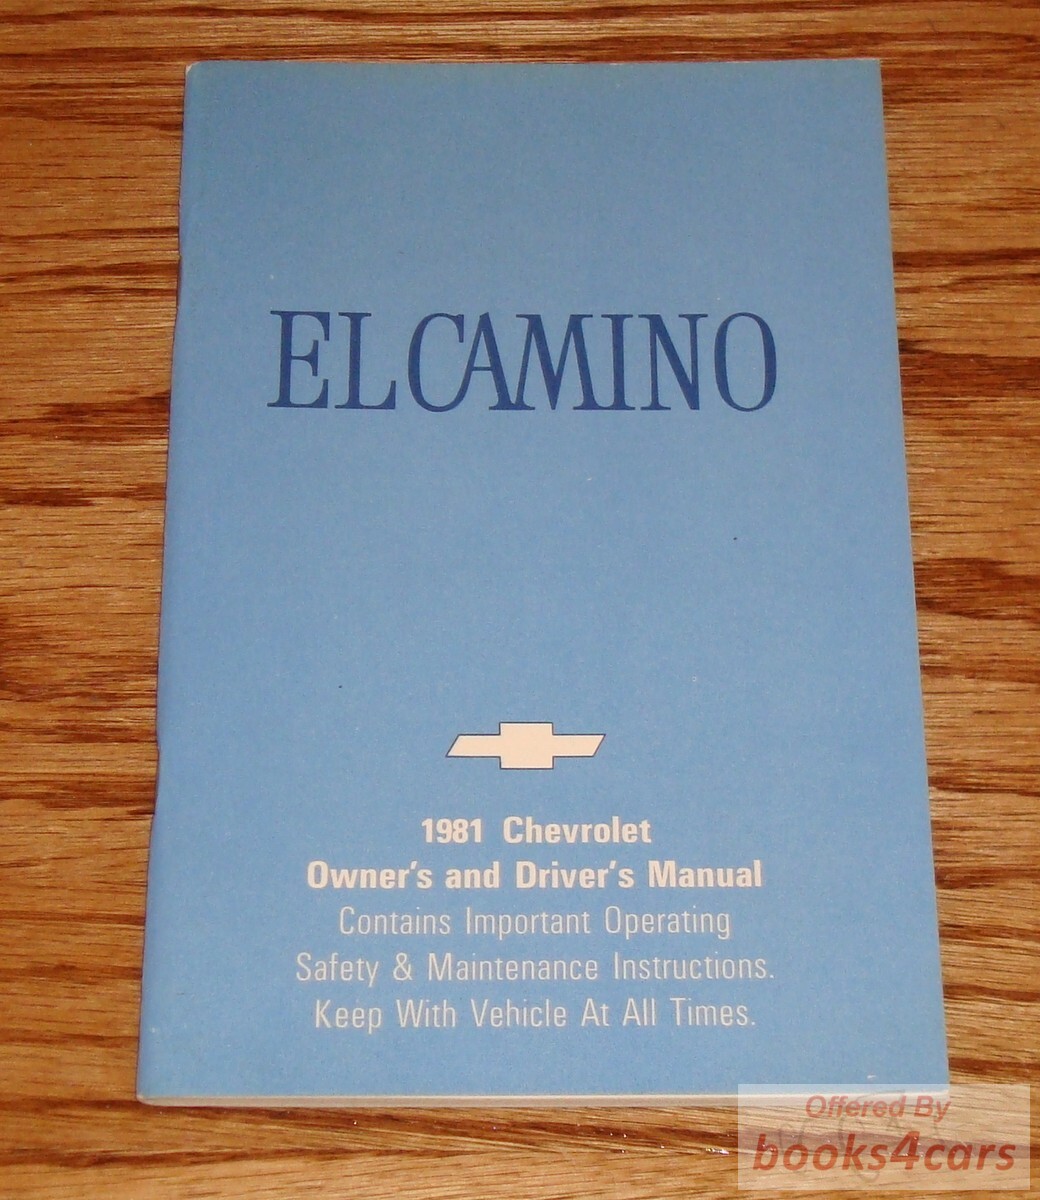 EL CAMINO
1981 Chevrolet
Owner's and Driver's Manual
Contains Important Operating
Safety & Maintenance Instructions.
Keep With Vehicle At All Times.
Offered By
books4cars